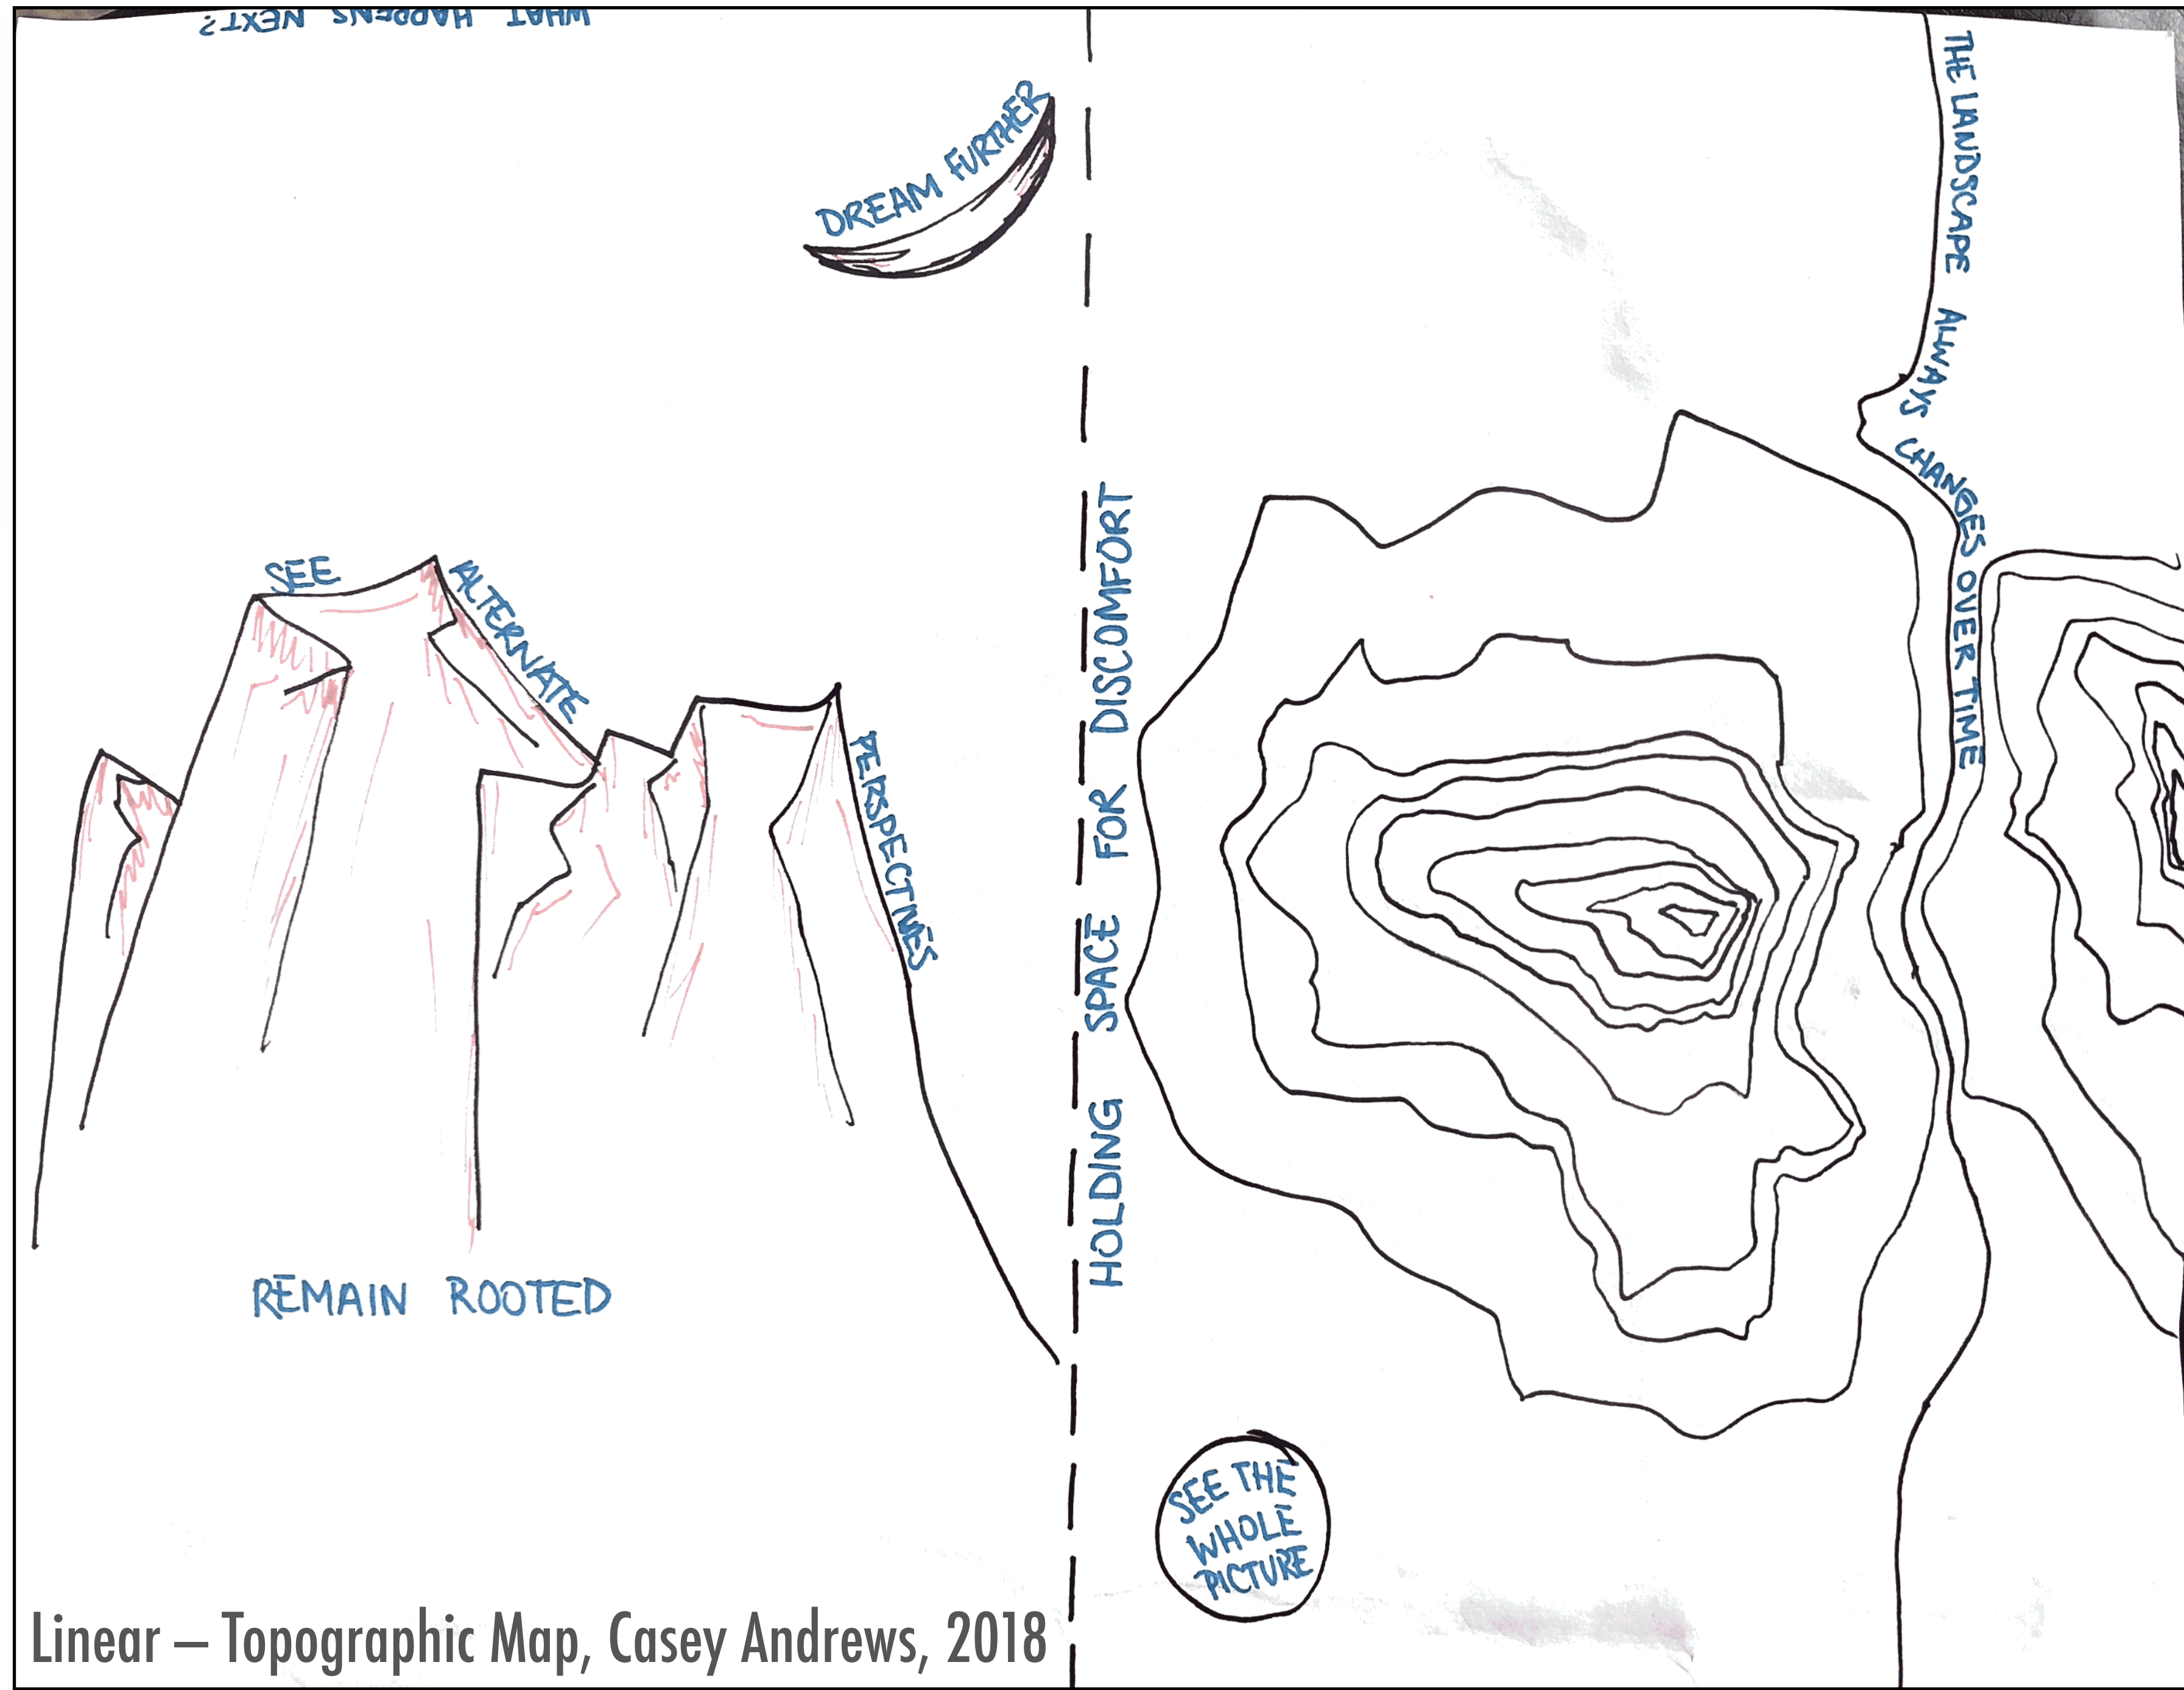 WHAT HAPPENS NEXT?
DREAM FURTHER
SEE ALTERNATE PERSPECTIVES
REMAIN ROOTED
HOLDING SPACE FOR DISCOMFORT
THE LANDSCAPE ALWAYS CHANGES OVER TIME
SEE THE
WHOLE
PICTURE
Linear – Topographic Map, Casey Andrews, 2018